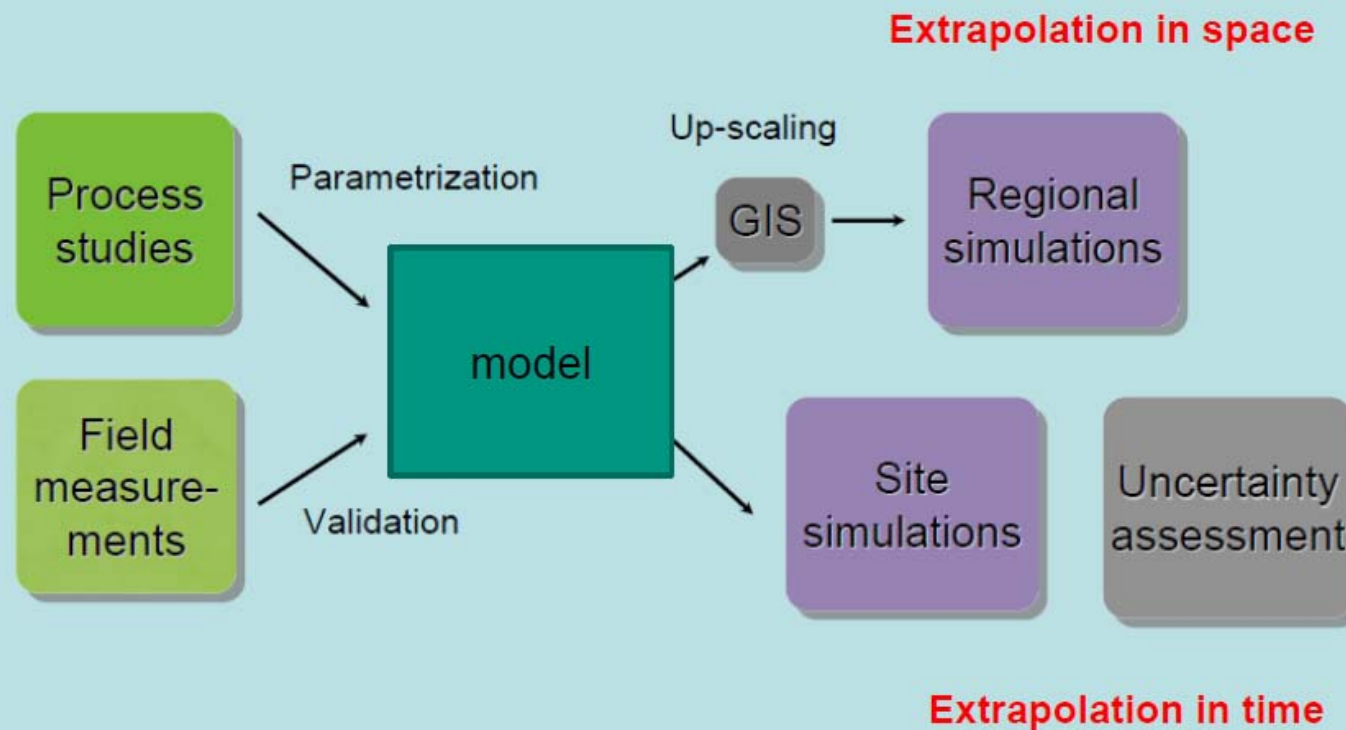 Extrapolation in space
Process
studies
Parametrization
Up-scaling
GIS
Regional
simulations
model
Field
measure-
ments
Validation
Site
simulations
Uncertainty
assessment
Extrapolation in time